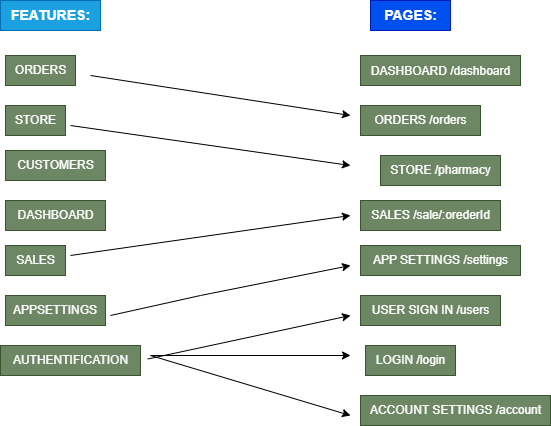 FEATURES:
PAGES:
ORDERS
DASHBOARD /dashboard
STORE
ORDERS /orders
CUSTOMERS
STORE /pharmacy
DASHBOARD
SALES /sale/:orederId
SALES
APP SETTINGS /settings
APPSETTINGS
USER SIGN IN /users
AUTHENTIFICATION
LOGIN /login
ACCOUNT SETTINGS /account